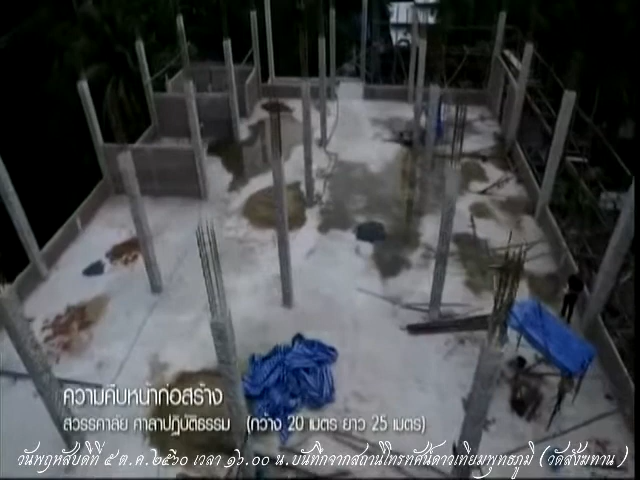 ความคืบหน้าก่อสร้าง
สวรรคาลัย ศาลาปฏิบัติธรรม (กว้าง 20 เมตร ยาว 25 เมตร)
วันพฤหัสบดีที่ ๕ ต.ค.๒๕๖๐ เวลา ๑๖.๐๐ น.บันทึกจากสถานีโทรทัศน์ดาวเทียมพุทธภูมิ (วัดสังฆทาน)